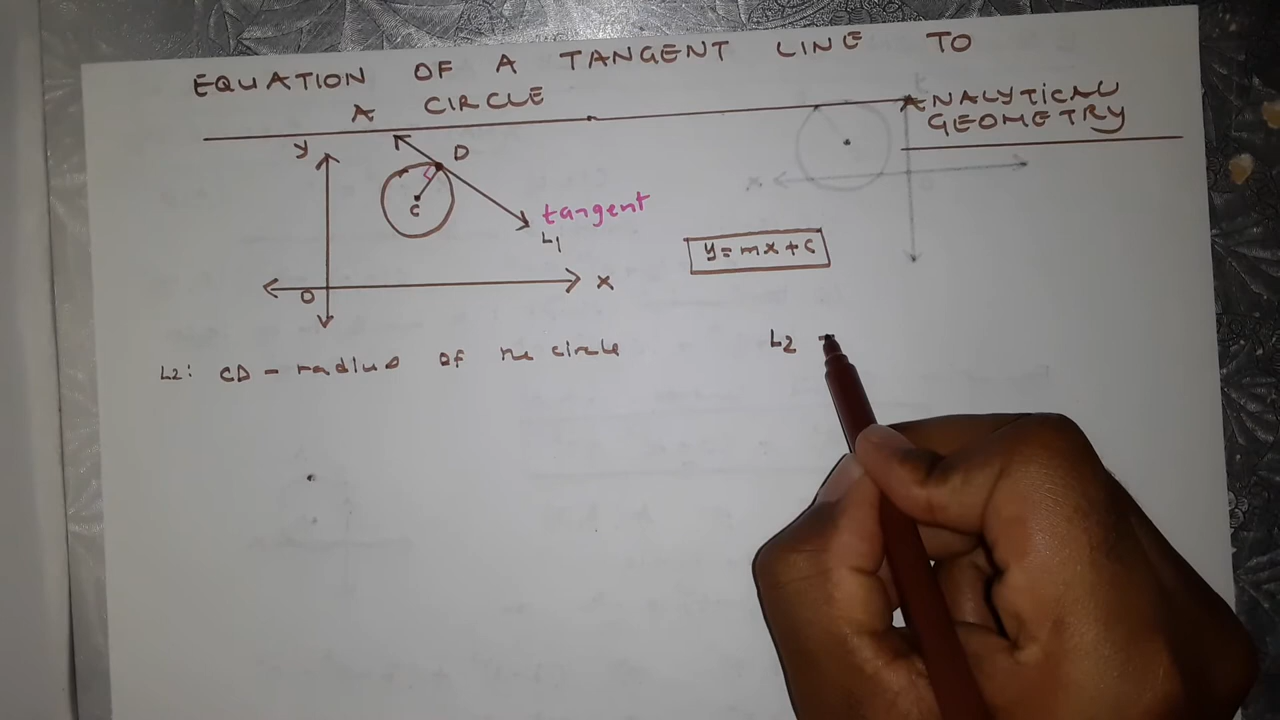 EQUATION OF A TANGENT LINE TO
A CIRCLE
ANALYTICAL
GEOMETRY
y
D
C
tangent
L1
y=mx+c
O
x
L2: CD - radius of the circle
L2